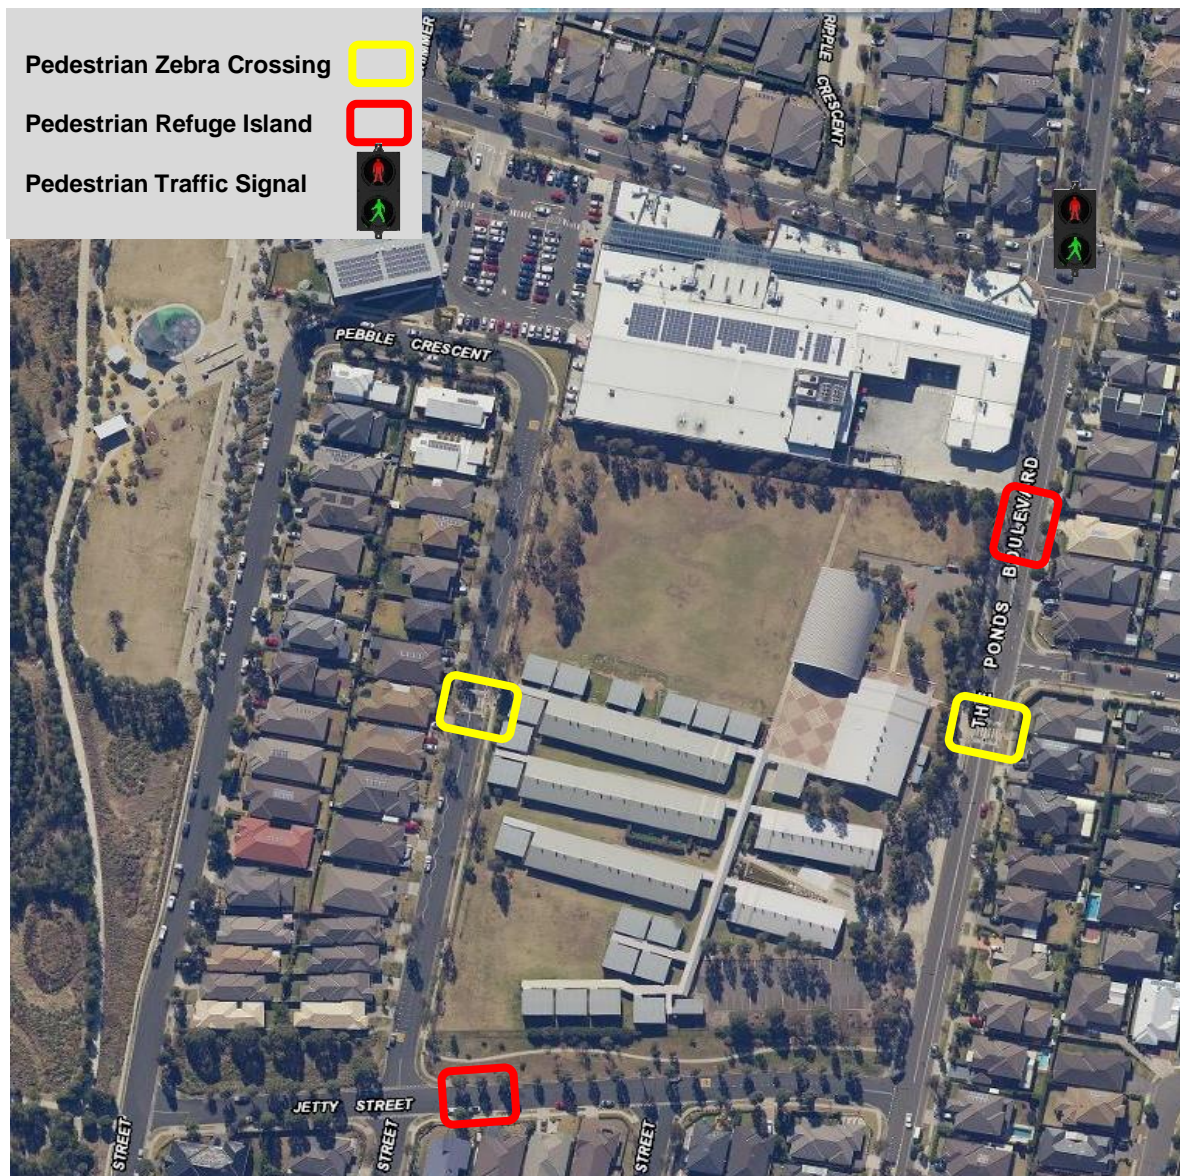 Pedestrian Zebra Crossing
Pedestrian Refuge Island
Pedestrian Traffic Signal
RIPPLE CRESCENT
PEBBLE CRESCENT
THE PONDS BOULEVARD
JETTY STREET
STREET
STREET
STREET